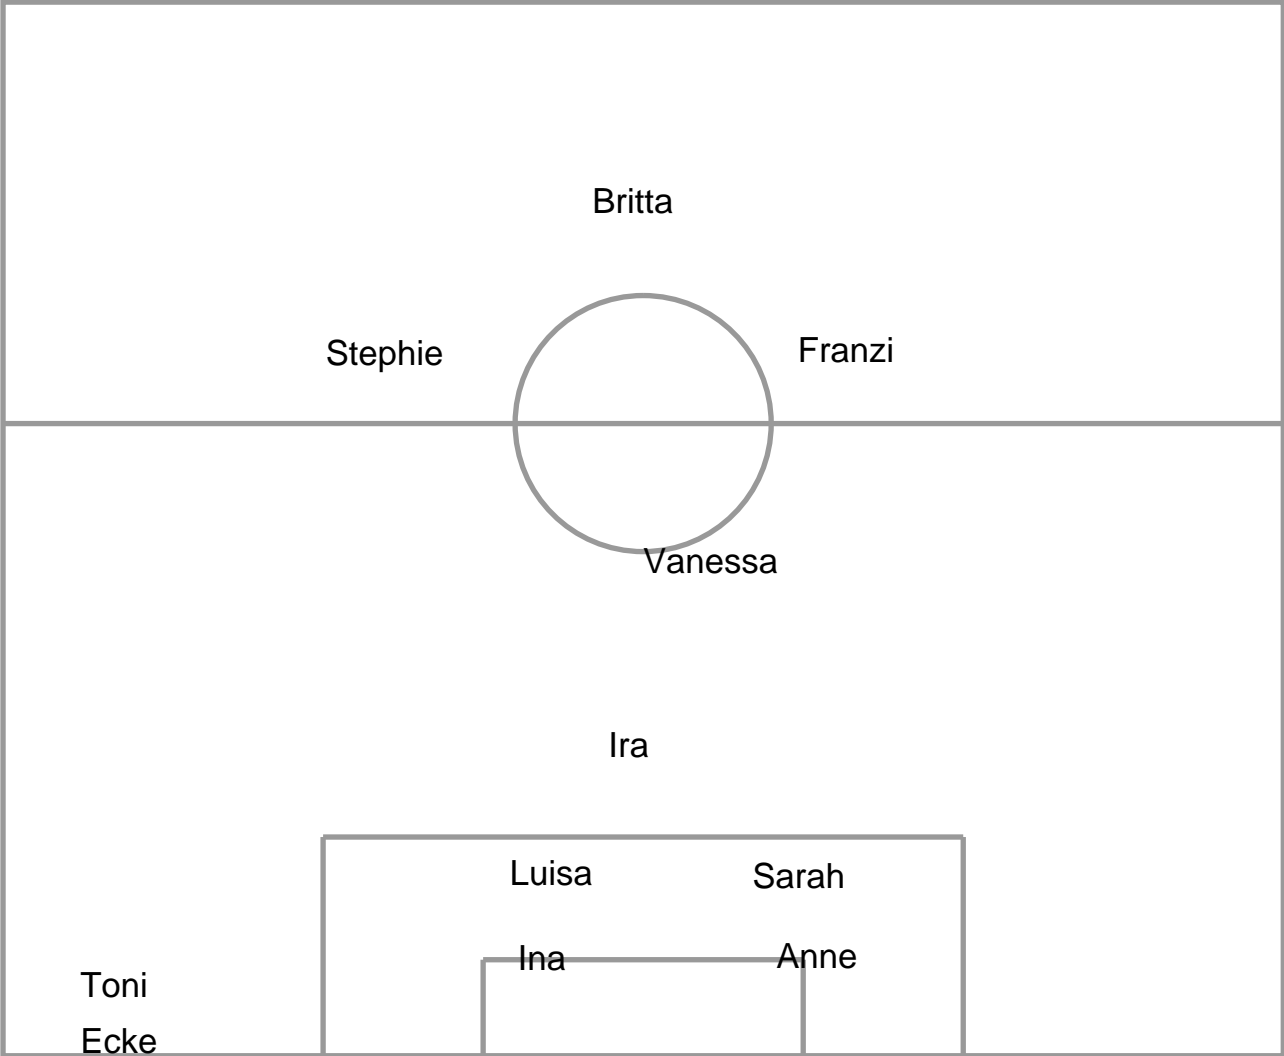 Britta
Stephie
Franzi
Vanessa
Ira
Luisa
Sarah
Ina
Anne
Toni
Ecke